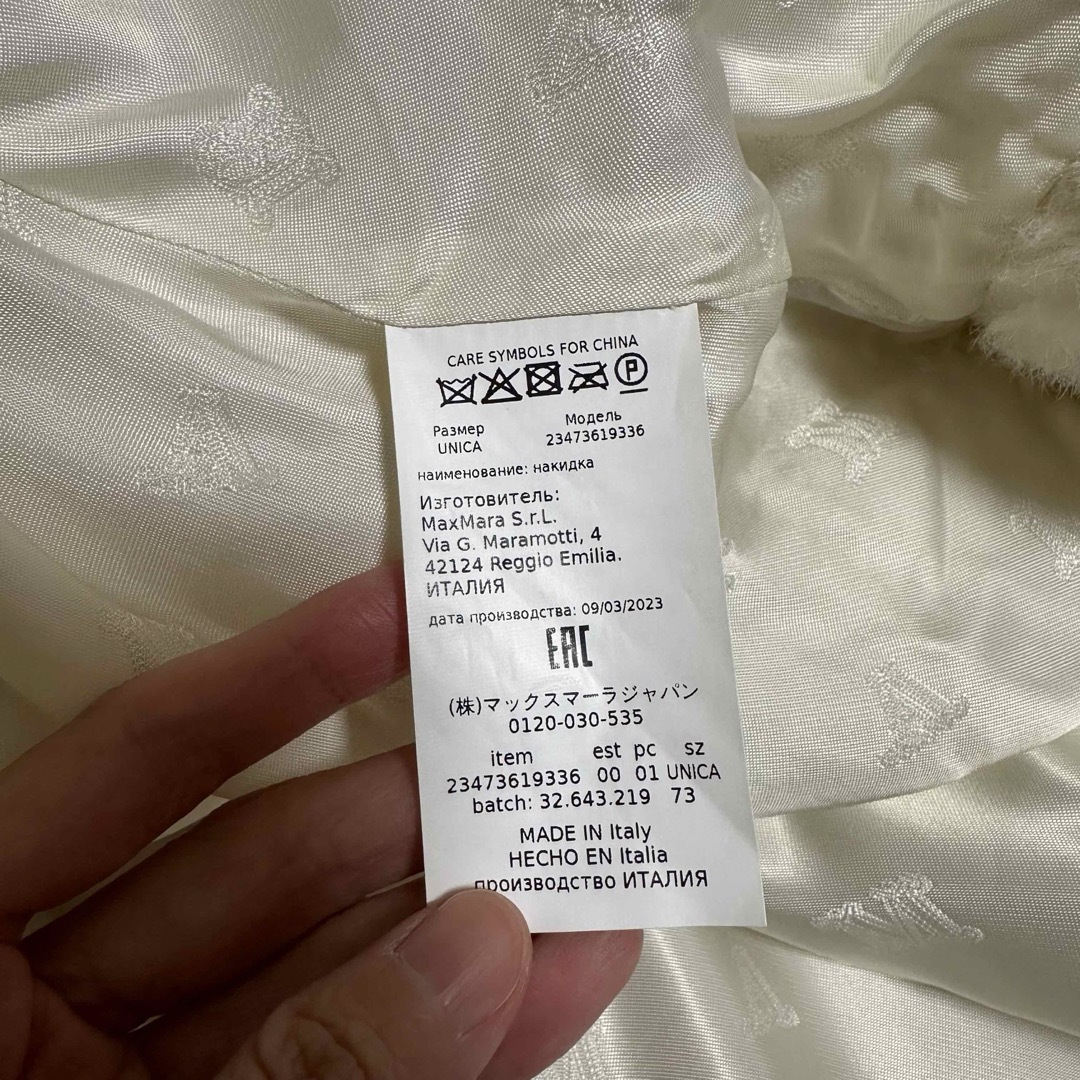 CARE SYMBOLS FOR CHINA
P
Размер Модель
UNICA 23473619336
наименование: накидка
Изготовитель:
MaxMara S.r.L.
Via G. Maramotti, 4
42124 Reggio Emilia.
ИТАЛИЯ
дата производства: 09/03/2023
EAC
(株)マックスマーラジャパン
0120-030-535
item est pc sz
23473619336 00 01 UNICA
batch: 32.643.219 73
MADE IN Italy
HECHO EN Italia
производство ИТАЛИЯ